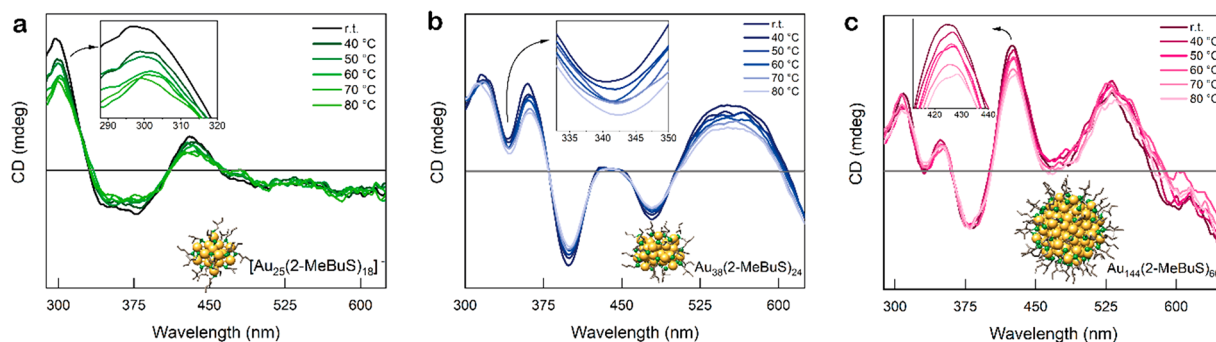 a
CD (mdeg)
r.t.
40 °C
50 °C
60 °C
70 °C
80 °C
290 300 310 320
[Au25(2-MeBuS)18]-
300 375 450 525 600
Wavelength (nm)
b
CD (mdeg)
r.t.
40 °C
50 °C
60 °C
70 °C
80 °C
335 340 345 350
Au38(2-MeBuS)24
300 375 450 525 600
Wavelength (nm)
c
CD (mdeg)
r.t.
40 °C
50 °C
60 °C
70 °C
80 °C
420 430 440
Au144(2-MeBuS)60
300 375 450 525 600
Wavelength (nm)